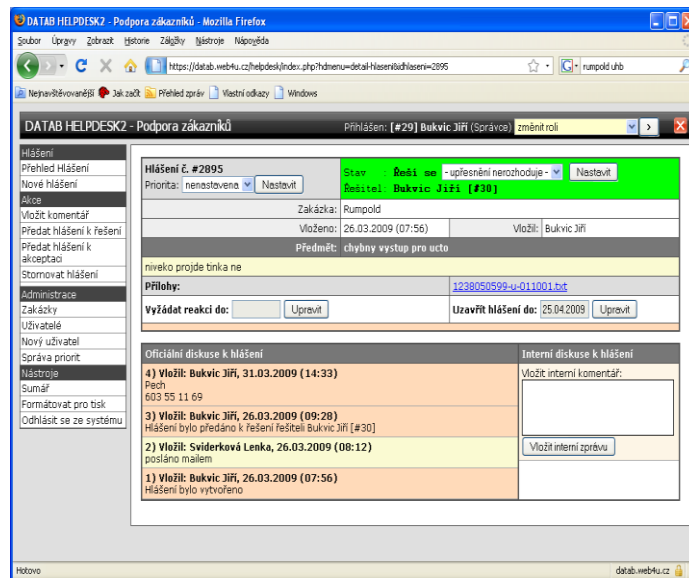 DATAB HELPDESK2 - Podpora zákazníků - Mozilla Firefox
Soubor Úpravy Zobrazit Historie Záložky Nástroje Nápověda
https://datab.web4u.cz/helpdesk/index.php?hdmenu=detail-hlaseni&idhlaseni=2895
rumpold uhb
Nejnavštěvovanější Jak začít Přehled zpráv Vlastní odkazy Windows
DATAB HELPDESK2 - Podpora zákazníků
Přihlášen: [#29] Bukvic Jiří (Správce) změnit roli >
Hlášení
Přehled Hlášení
Nové hlášení
Akce
Vložit komentář
Předat hlášení k řešení
Předat hlášení k
akceptaci
Stornovat hlášení
Administrace
Zakázky
Uživatelé
Nový uživatel
Správa priorit
Nástroje
Sumář
Formátovat pro tisk
Odhlásit se ze systému
Hlášení č. #2895
Priorita: nenastavena Nastavit
Stav : Řeší se - upřesnění nerozhoduje - Nastavit
Řešitel: Bukvic Jiří [#30]
Zakázka: Rumpold
Vloženo: 26.03.2009 (07:56) Vložil: Bukvic Jiří
Předmět: chybny vystup pro ucto
niveko projde tinka ne
Přílohy: 1238050599-u-011001.txt
Vyžádat reakci do: Upravit Uzavřít hlášení do: 25.04.2009 Upravit
Oficiální diskuse k hlášení
4) Vložil: Bukvic Jiří, 31.03.2009 (14:33)
Pech
603 55 11 69
3) Vložil: Bukvic Jiří, 26.03.2009 (09:28)
Hlášení bylo předáno k řešení řešiteli Bukvic Jiří [#30]
2) Vložil: Sviderková Lenka, 26.03.2009 (08:12)
posláno mailem
1) Vložil: Bukvic Jiří, 26.03.2009 (07:56)
Hlášení bylo vytvořeno
Interní diskuse k hlášení
Vložit interní komentář:
Vložit interní zprávu
Hotovo
datab.web4u.cz